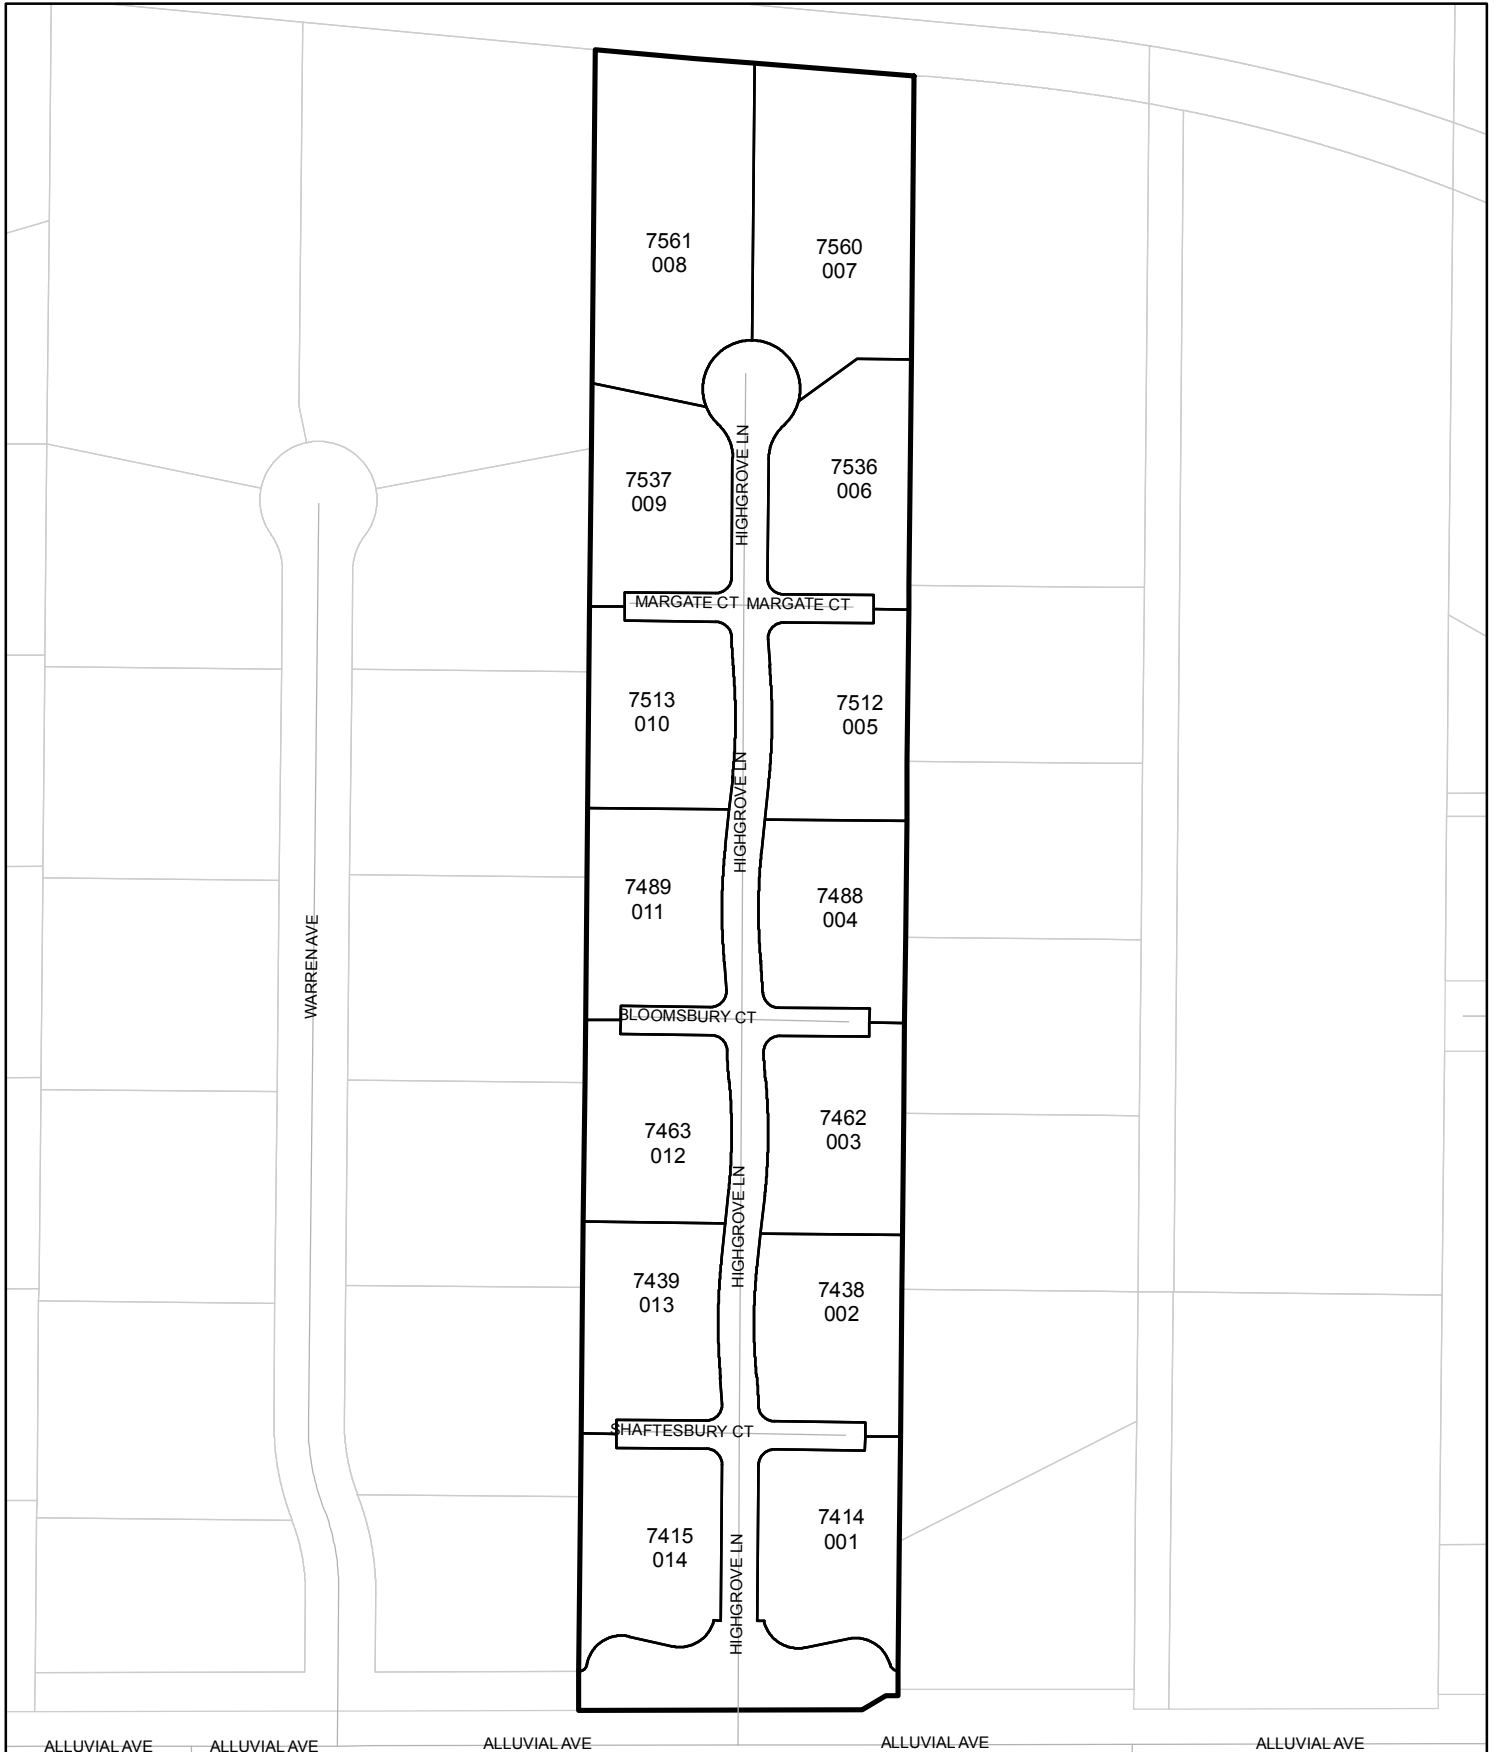 7561
008
7560
007
HIGHGROVE LN
7537
009
7536
006
MARGATE CT
MARGATE CT
7513
010
7512
005
HIGHGROVE LN
7489
011
7488
004
WARREN AVE
BLOOMSBURY CT
7463
012
7462
003
HIGHGROVE LN
7439
013
7438
002
SHAFTESBURY CT
7415
014
7414
001
HIGHGROVE LN
ALLUVIAL AVE
ALLUVIAL AVE
ALLUVIAL AVE
ALLUVIAL AVE
ALLUVIAL AVE